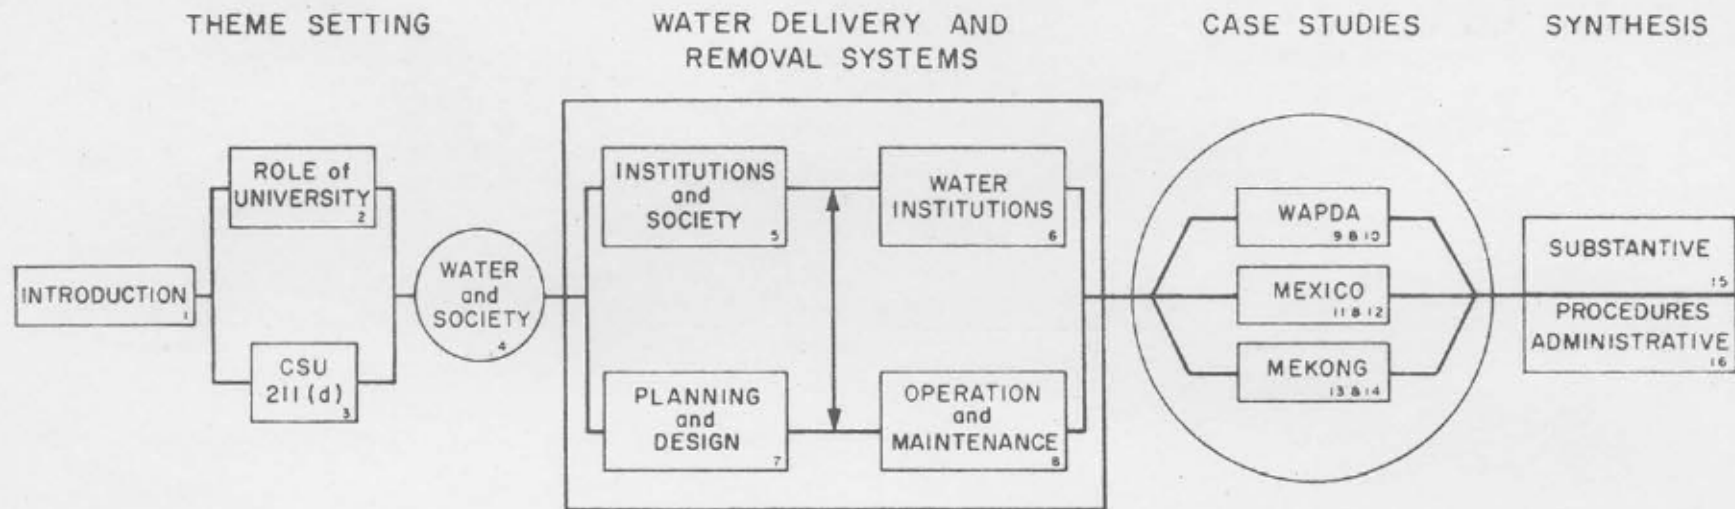 THEME SETTING
WATER DELIVERY AND
REMOVAL SYSTEMS
CASE STUDIES
SYNTHESIS
INTRODUCTION
1
ROLE of
UNIVERSITY
2
CSU
211(d)
3
WATER
and
SOCIETY
4
INSTITUTIONS
and
SOCIETY
5
WATER
INSTITUTIONS
6
PLANNING
and
DESIGN
7
OPERATION
and
MAINTENANCE
8
WAPDA
9 & 10
MEXICO
11 & 12
MEKONG
13 & 14
SUBSTANTIVE
15
PROCEDURES
ADMINISTRATIVE
16